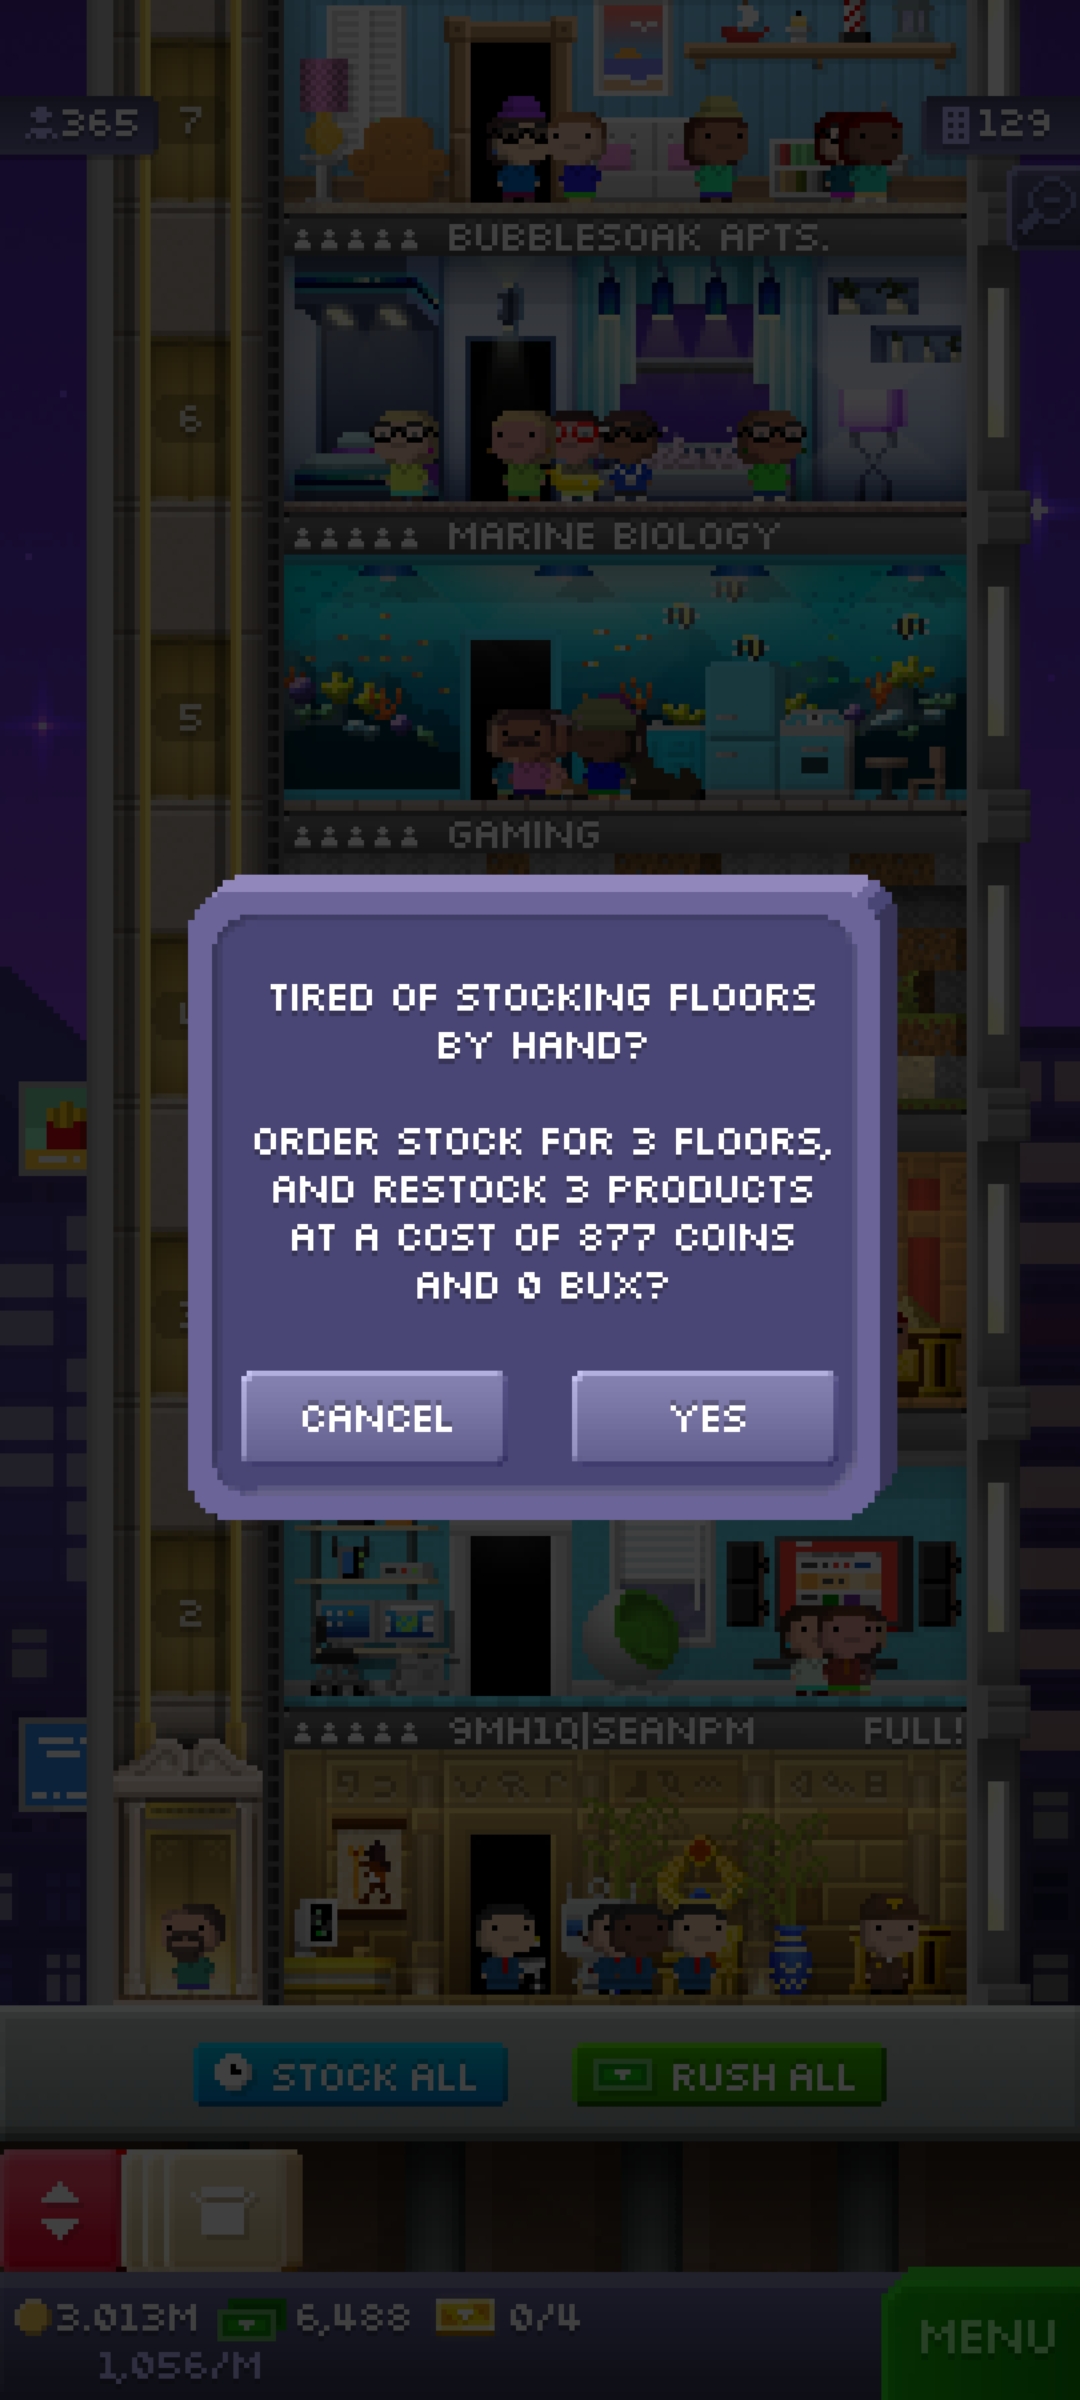 365
7
129
BUBBLESOAK APTS.
6
MARINE BIOLOGY
5
GAMING
TIRED OF STOCKING FLOORS
BY HAND?
ORDER STOCK FOR 3 FLOORS,
AND RESTOCK 3 PRODUCTS
AT A COST OF 877 COINS
AND 0 BUX?
CANCEL
YES
2
9MH1Q|SEANPM
FULL!
STOCK ALL
RUSH ALL
3.013M
6,488
0/4
1,056/M
MENU